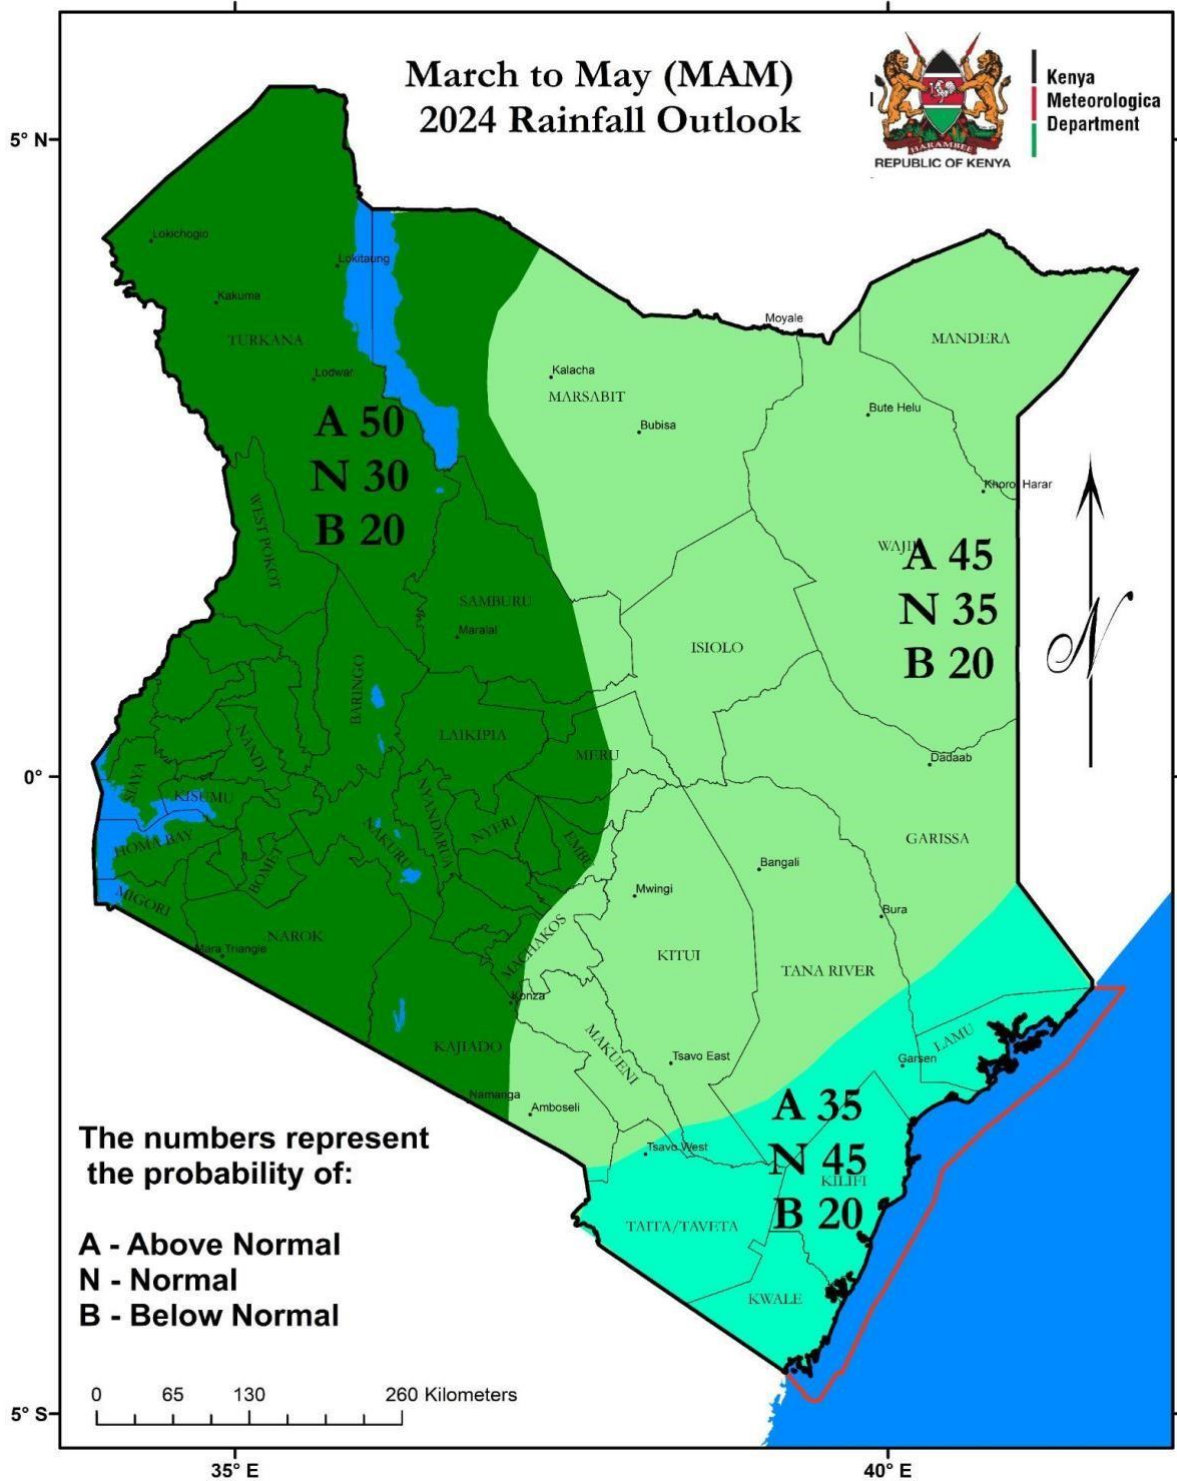 March to May (MAM)
2024 Rainfall Outlook
Kenya
Meteorologica
Department
HARAMBEE
REPUBLIC OF KENYA
5° N
Lokichogio
Lokitaung
Kakuma
TURKANA
Lodwar
Moyale
MANDERA
Kalacha
MARSABIT
Bubisa
Bute Helu
Khorof Harar
A 50
N 30
B 20
WEST POKOT
WAJIR
A 45
N 35
B 20
N
SAMBURU
Maralal
ISIOLO
BARINGO
LAIKIPIA
MERU
NANDI
Dadaab
0°
SIAYA
KISUMU
NYANDARUA
NYERI
NAKURU
EMBU
HOMA BAY
BOMET
GARISSA
Bangali
MIGORI
Mwingi
Bura
NAROK
Mara Triangle
MACHAKOS
KITUI
TANA RIVER
Konza
KAJIADO
MAKUENI
Tsavo East
LAMU
Garsen
Namanga
Amboseli
A 35
N 45
B 20
Tsavo West
KILIFI
TAITA/TAVETA
KWALE
The numbers represent
the probability of:
A - Above Normal
N - Normal
B - Below Normal
0 65 130 260 Kilometers
5° S
35° E 40° E